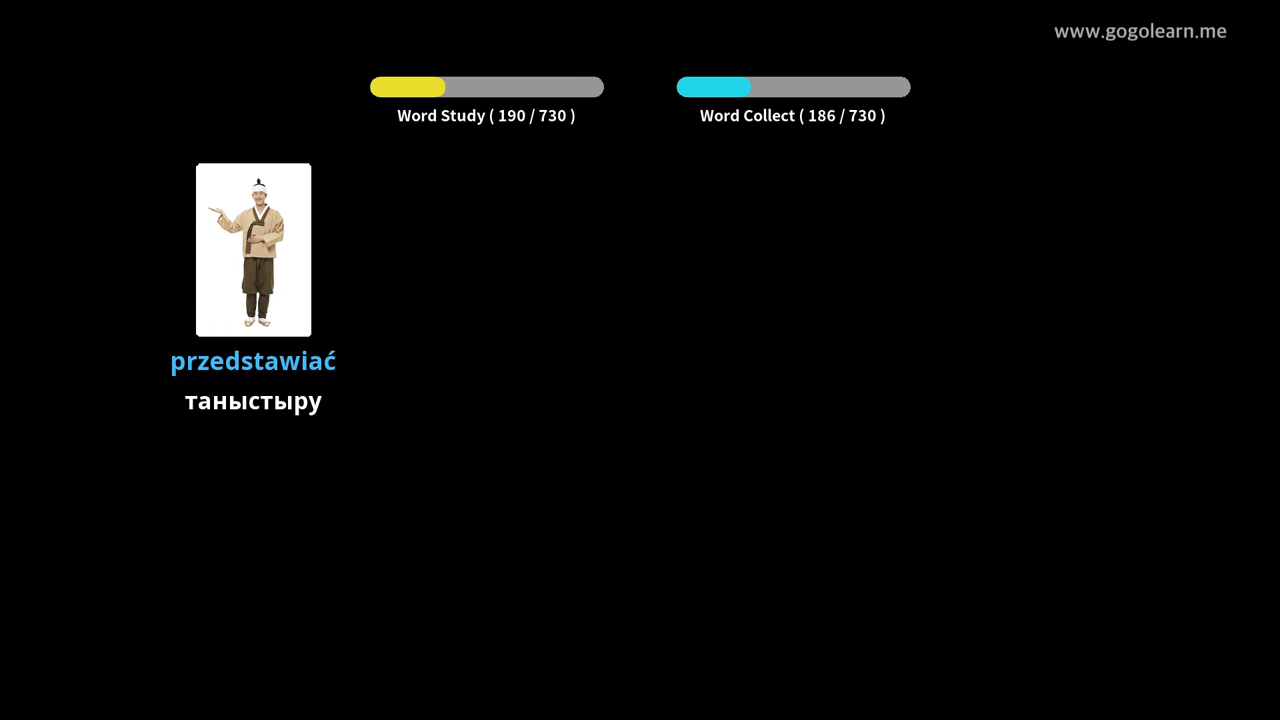 www.gogolearn.me
Word Study ( 190 / 730 )
Word Collect ( 186 / 730 )
przedstawiać
таныстыру